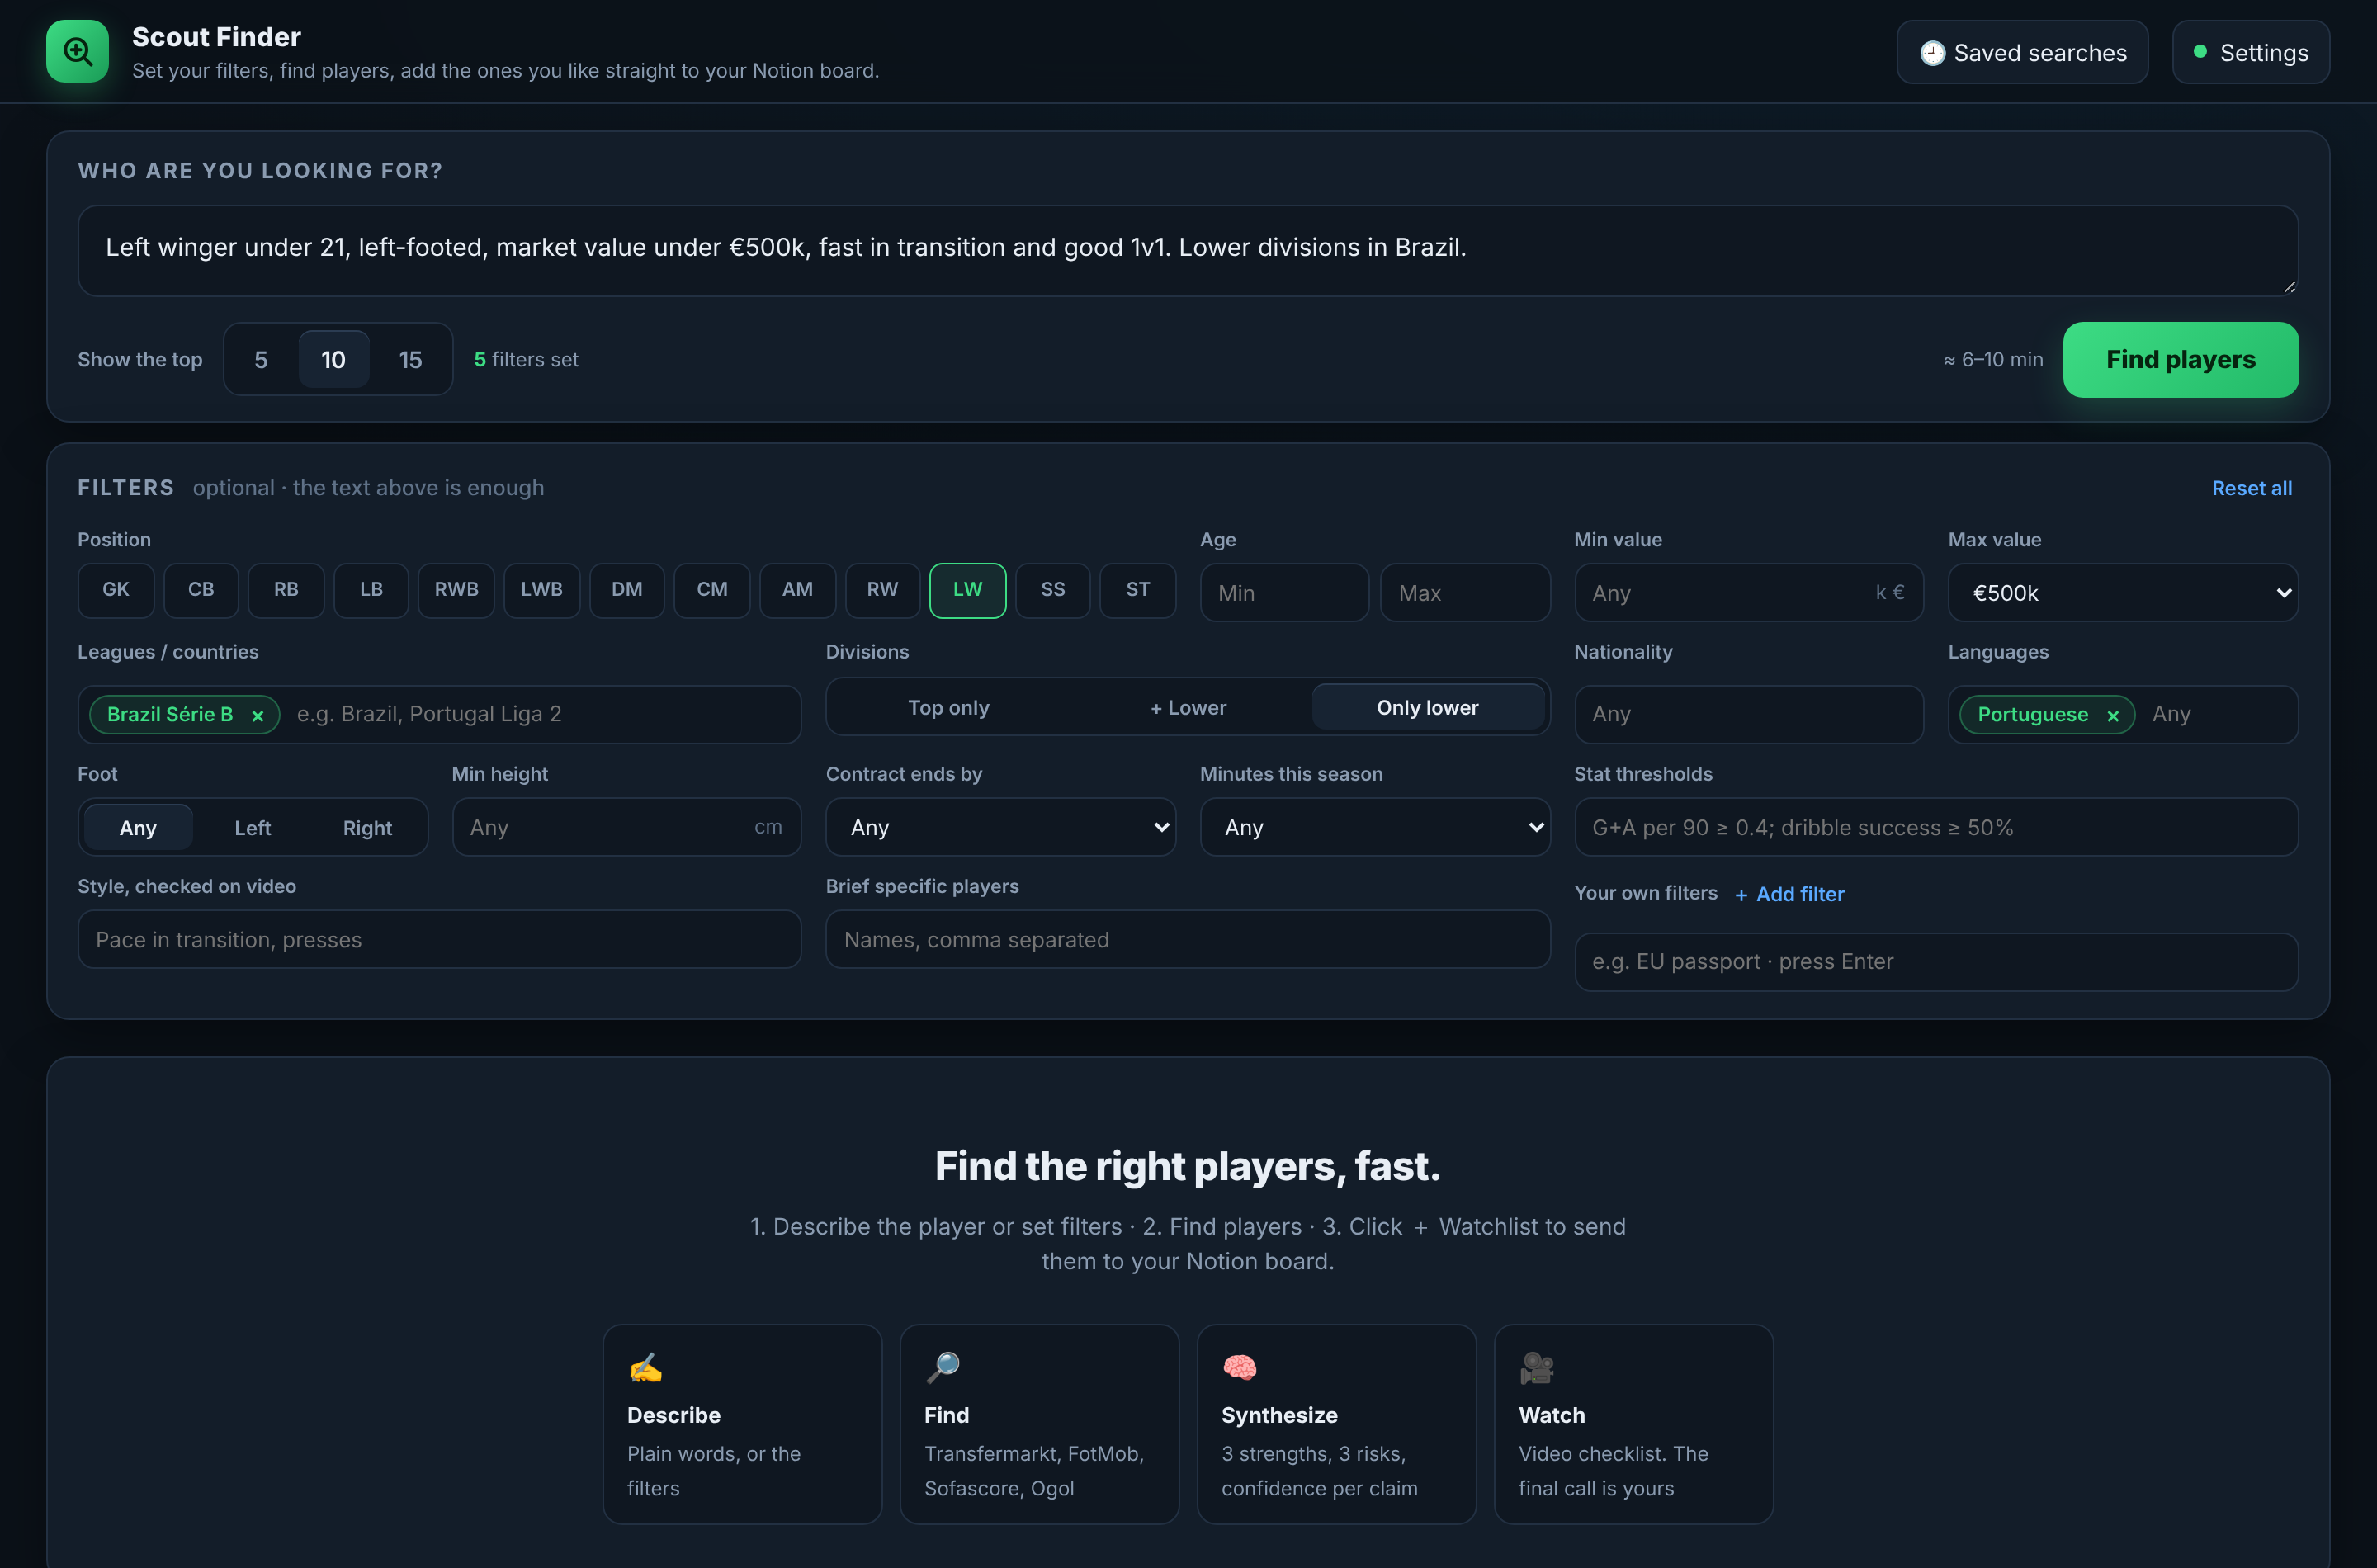 Scout Finder
Set your filters, find players, add the ones you like straight to your Notion board.
🕘 Saved searches
Settings
WHO ARE YOU LOOKING FOR?
Left winger under 21, left-footed, market value under €500k, fast in transition and good 1v1. Lower divisions in Brazil.
Show the top 5 10 15 5 filters set ≈ 6–10 min Find players
FILTERS optional · the text above is enough Reset all
Position Age Min value Max value
GK CB RB LB RWB LWB DM CM AM RW LW SS ST Min Max Any k € €500k
Leagues / countries Divisions Nationality Languages
Brazil Série B × e.g. Brazil, Portugal Liga 2 Top only + Lower Only lower Any Portuguese × Any
Foot Min height Contract ends by Minutes this season Stat thresholds
Any Left Right Any cm Any Any G+A per 90 ≥ 0.4; dribble success ≥ 50%
Style, checked on video Brief specific players Your own filters + Add filter
Pace in transition, presses Names, comma separated e.g. EU passport · press Enter
Find the right players, fast.
1. Describe the player or set filters · 2. Find players · 3. Click + Watchlist to send
them to your Notion board.
Describe
Plain words, or the
filters
Find
Transfermarkt, FotMob,
Sofascore, Ogol
Synthesize
3 strengths, 3 risks,
confidence per claim
Watch
Video checklist. The
final call is yours